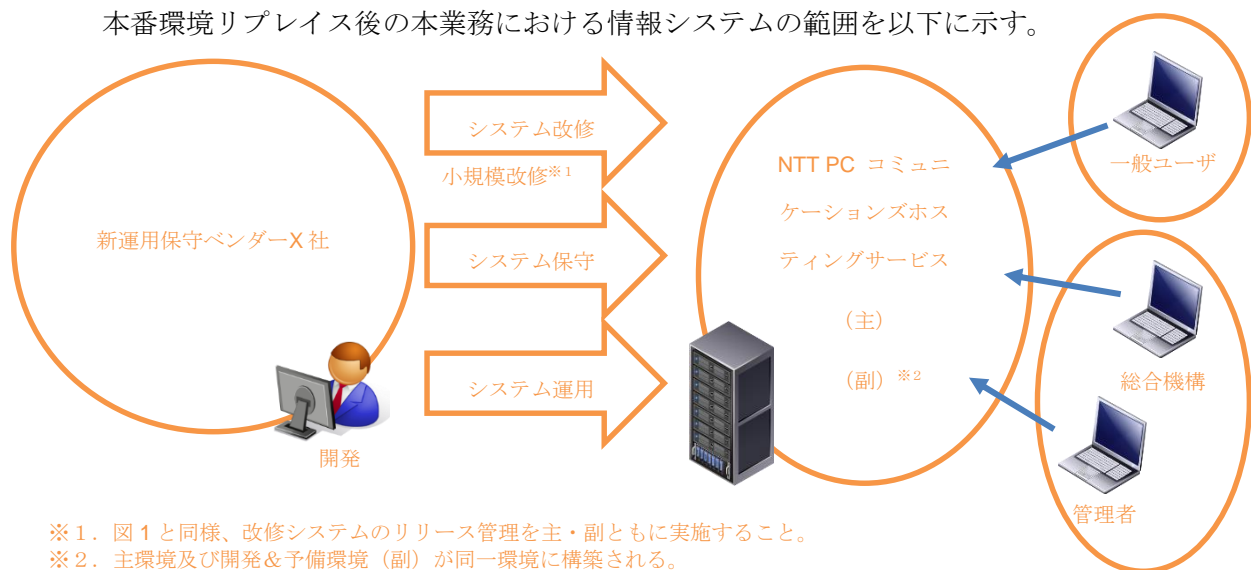 本番環境リプレイス後の本業務における情報システムの範囲を以下に示す。
システム改修
小規模改修※1
システム保守
システム運用
新運用保守ベンダーX社
開発
NTT PC コミュニ
ケーションズホス
ティングサービス
（主）
（副）※2
一般ユーザ
総合機構
管理者
※１．図1と同様、改修システムのリリース管理を主・副ともに実施すること。
※２．主環境及び開発＆予備環境（副）が同一環境に構築される。